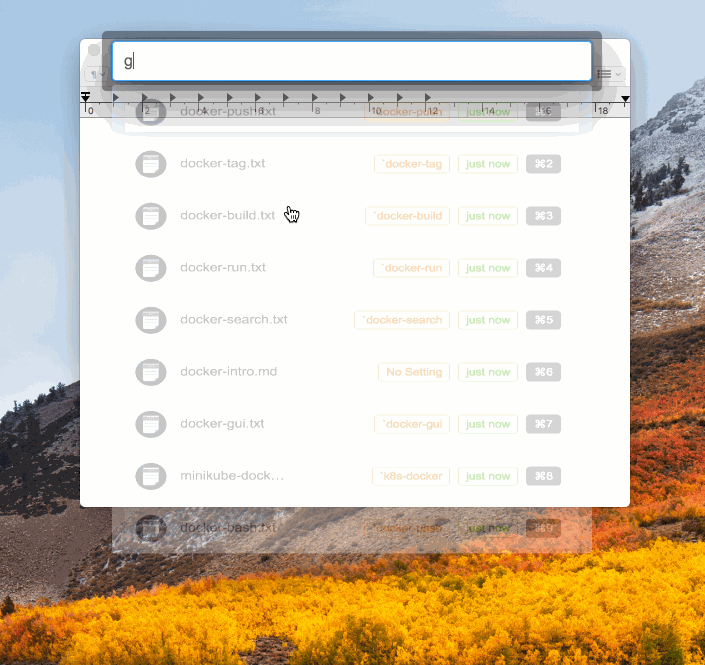 g
¶
0 2 4 6 8 10 12 14 16 18
docker-push.txt `docker-push just now
docker-tag.txt `docker-tag just now ⌘2
docker-build.txt `docker-build just now ⌘3
docker-run.txt `docker-run just now ⌘4
docker-search.txt `docker-search just now ⌘5
docker-intro.md No Setting just now ⌘6
docker-gui.txt `docker-gui just now ⌘7
minikube-dock... `k8s-docker just now ⌘8
docker-bash.txt `docker-bash just now ⌘9